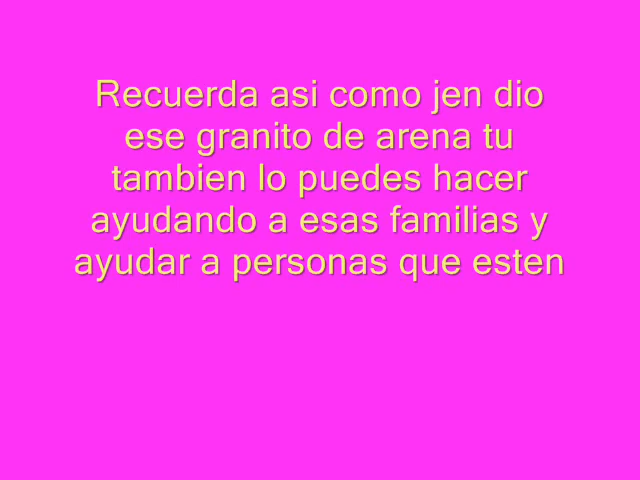 Recuerda asi como jen dio
ese granito de arena tu
tambien lo puedes hacer
ayudando a esas familias y
ayudar a personas que esten